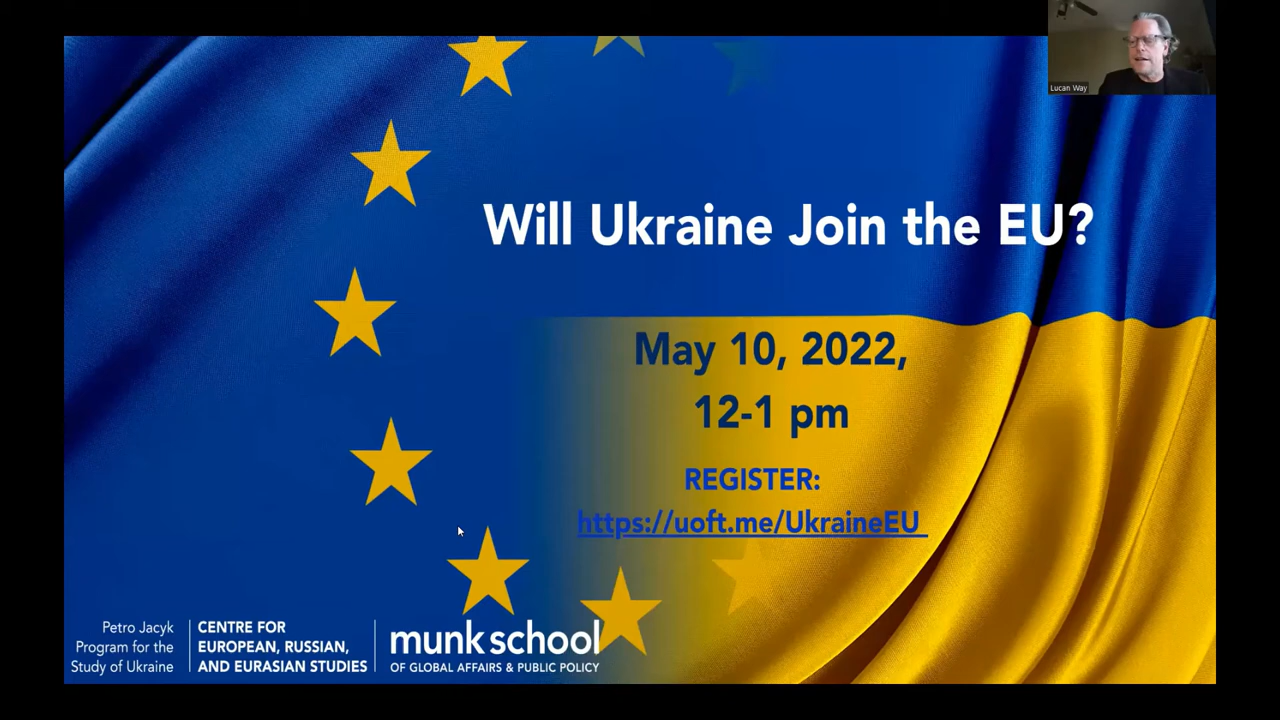 Lucan Way
Will Ukraine Join the EU?
May 10, 2022,
12-1 pm
REGISTER:
https://uoft.me/UkraineEU
Petro Jacyk
Program for the
Study of Ukraine
CENTRE FOR
EUROPEAN, RUSSIAN,
AND EURASIAN STUDIES
munk school
OF GLOBAL AFFAIRS & PUBLIC POLICY